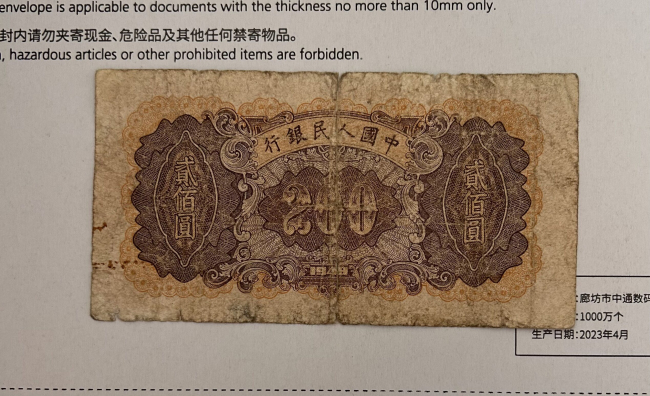 envelope is applicable to documents with the thickness no more than 10mm only.
封内请勿夹寄现金、危险品及其他任何禁寄物品。
, hazardous articles or other prohibited items are forbidden.
行銀民人國中
貳佰圓
200
貳佰圓
1949
:廊坊市中通数码
:1000万个
生产日期:2023年4月